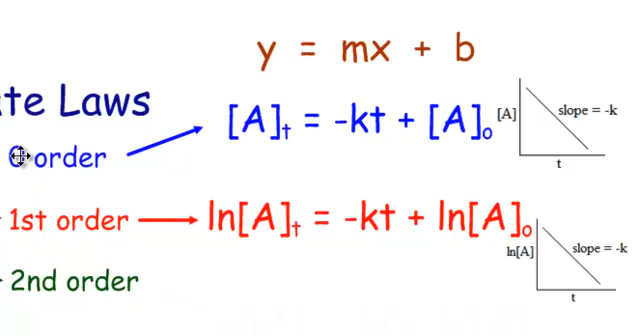 y = mx + b
ate Laws
[A]t = -kt + [A]o
[A]
slope = -k
t
order
1st order
ln[A]t = -kt + ln[A]o
ln[A]
slope = -k
t
2nd order